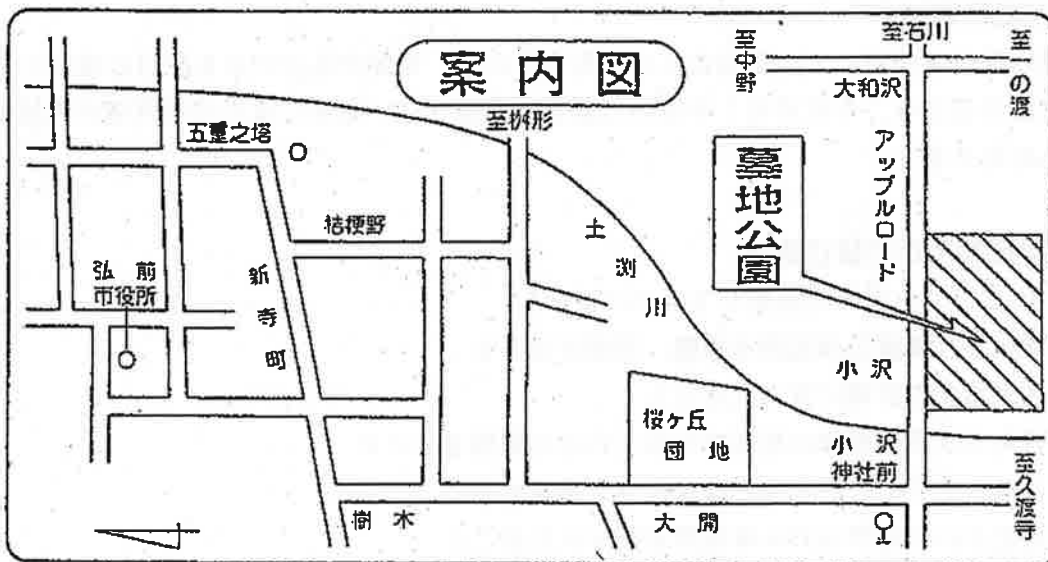 案内図
至石川
至中野
至一の渡
大和沢
アップルロード
五重之塔
至桝形
墓地公園
桔梗野
土渕川
弘前
市役所
新寺町
小沢
桜ヶ丘
団地
小沢
神社前
至久渡寺
樹木
大開